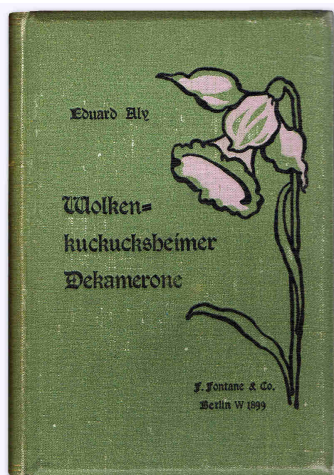 Eduard Aly
Wolken=
kuckucksheimer
Dekamerone
F. Fontane & Co.
Berlin W 1899